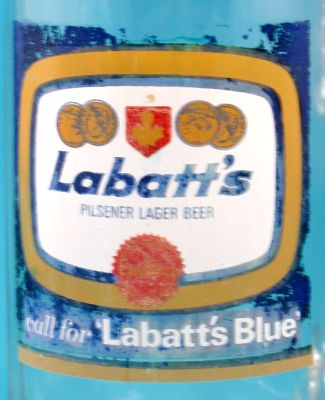 Labatt's
PILSENER LAGER BEER
call for 'Labatt's Blue'